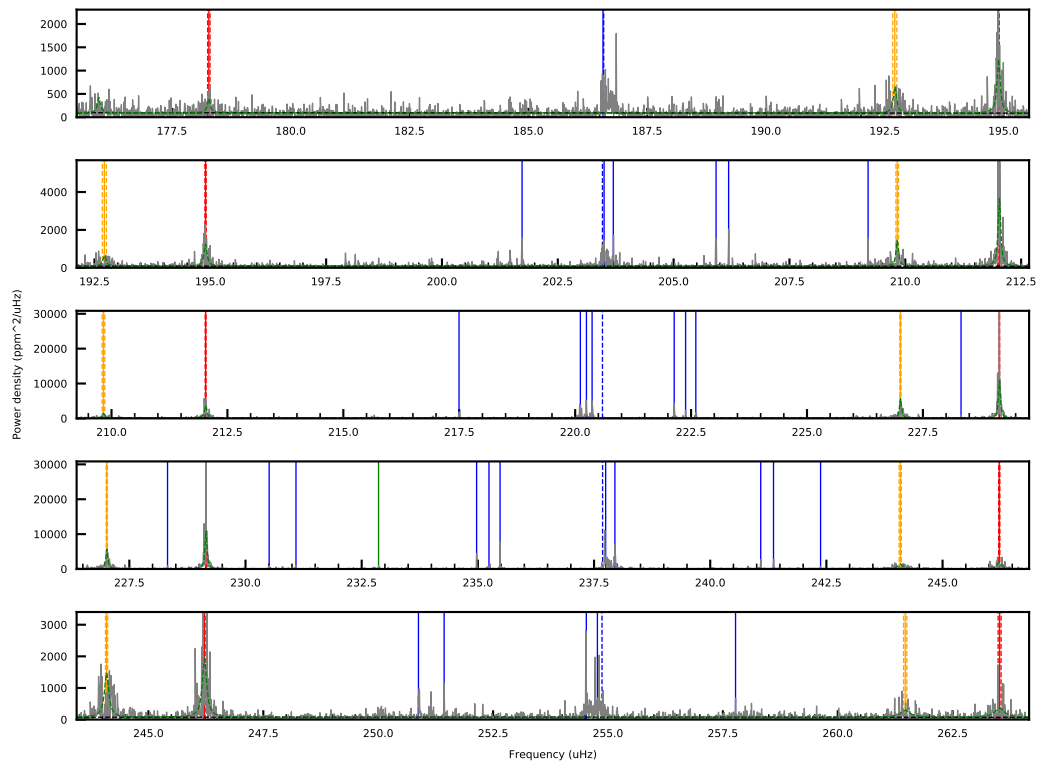 2000
1500
1000
500
0
177.5 180.0 182.5 185.0 187.5 190.0 192.5 195.0
4000
2000
0
192.5 195.0 197.5 200.0 202.5 205.0 207.5 210.0 212.5
Power density (ppm^2/uHz)
30000
20000
10000
0
210.0 212.5 215.0 217.5 220.0 222.5 225.0 227.5
30000
20000
10000
0
227.5 230.0 232.5 235.0 237.5 240.0 242.5 245.0
3000
2000
1000
0
245.0 247.5 250.0 252.5 255.0 257.5 260.0 262.5
Frequency (uHz)